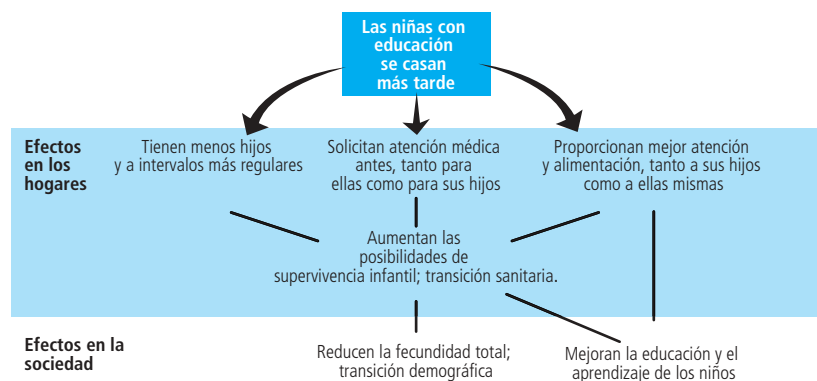 Las niñas con
educación
se casan
más tarde
Efectos
en los
hogares
Tienen menos hijos
y a intervalos más regulares
Solicitan atención médica
antes, tanto para
ellas como para sus hijos
Proporcionan mejor atención
y alimentación, tanto a sus hijos
como a ellas mismas
Aumentan las
posibilidades de
supervivencia infantil; transición sanitaria.
Efectos en la
sociedad
Reducen la fecundidad total;
transición demográfica
Mejoran la educación y el
aprendizaje de los niños